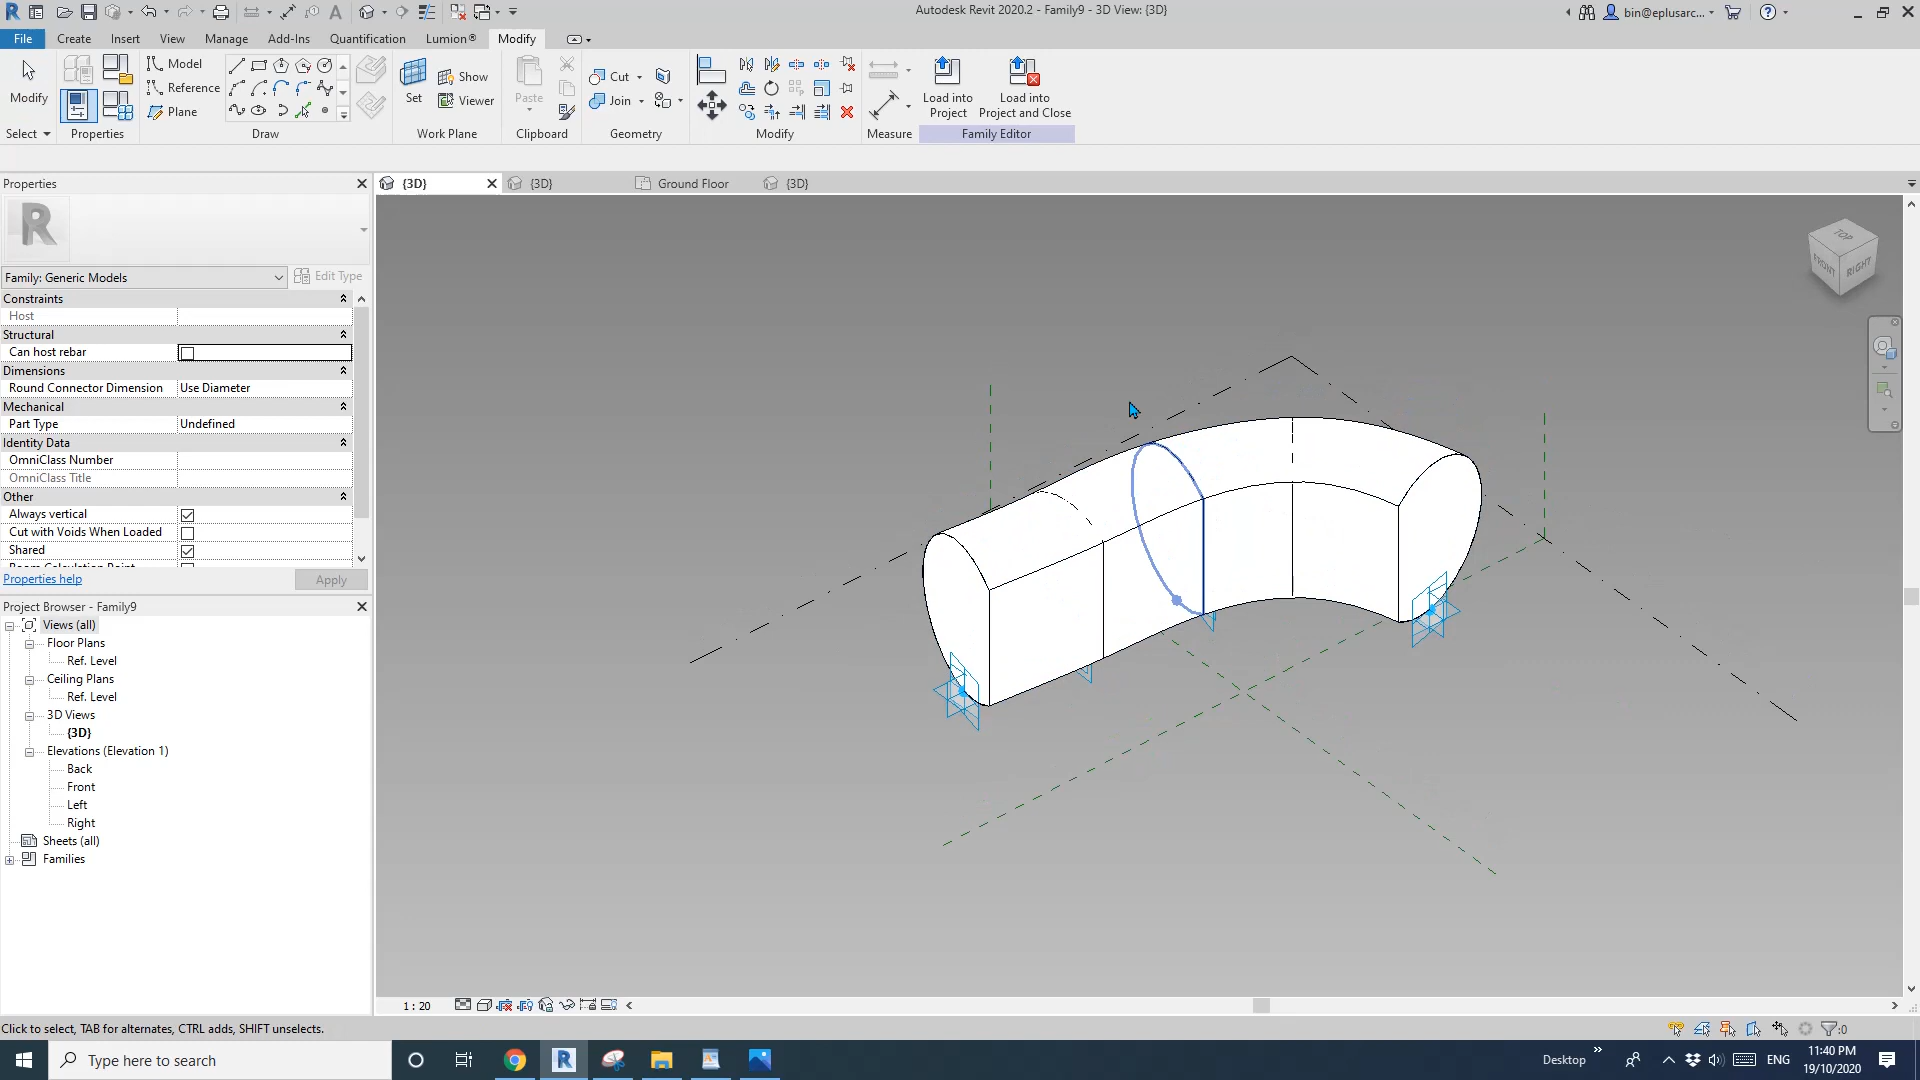 Autodesk Revit 2020.2 - Family9 - 3D View: {3D}
bin@eplusarc...
File
Create
Insert
View
Manage
Add-Ins
Quantification
Lumion®
Modify
Modify
Select
Properties
Model
Reference
Plane
Draw
Set
Show
Viewer
Work Plane
Paste
Clipboard
Cut
Join
Geometry
Modify
Measure
Load into
Project
Load into
Project and Close
Family Editor
Properties
{3D}
{3D}
Ground Floor
{3D}
R
Family: Generic Models
Edit Type
Constraints
Host
Structural
Can host rebar
Dimensions
Round Connector Dimension
Use Diameter
Mechanical
Part Type
Undefined
Identity Data
OmniClass Number
OmniClass Title
Other
Always vertical
Cut with Voids When Loaded
Shared
Room Calculation Point
Properties help
Apply
Project Browser - Family9
Views (all)
Floor Plans
Ref. Level
Ceiling Plans
Ref. Level
3D Views
{3D}
Elevations (Elevation 1)
Back
Front
Left
Right
Sheets (all)
Families
TOP
FRONT
RIGHT
1 : 20
Click to select, TAB for alternates, CTRL adds, SHIFT unselects.
:0
Type here to search
Desktop
ENG
11:40 PM
19/10/2020